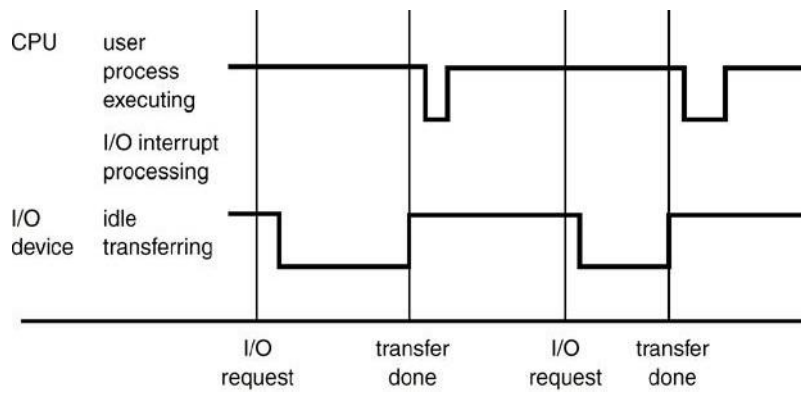 CPU user
process
executing
I/O interrupt
processing
I/O idle
device transferring
I/O transfer I/O transfer
request done request done